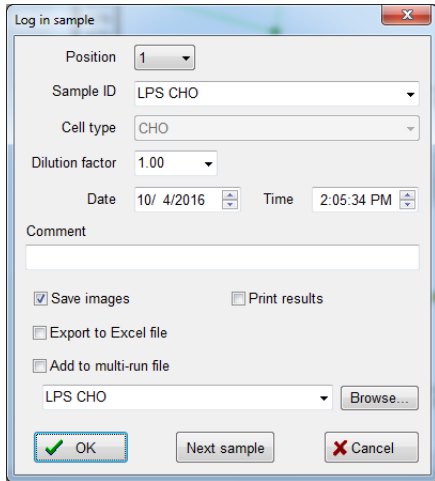 Log in sample
Position 1
Sample ID LPS CHO
Cell type CHO
Dilution factor 1.00
Date 10/ 4/2016 Time 2:05:34 PM
Comment
Save images Print results
Export to Excel file
Add to multi-run file
LPS CHO Browse...
OK Next sample Cancel